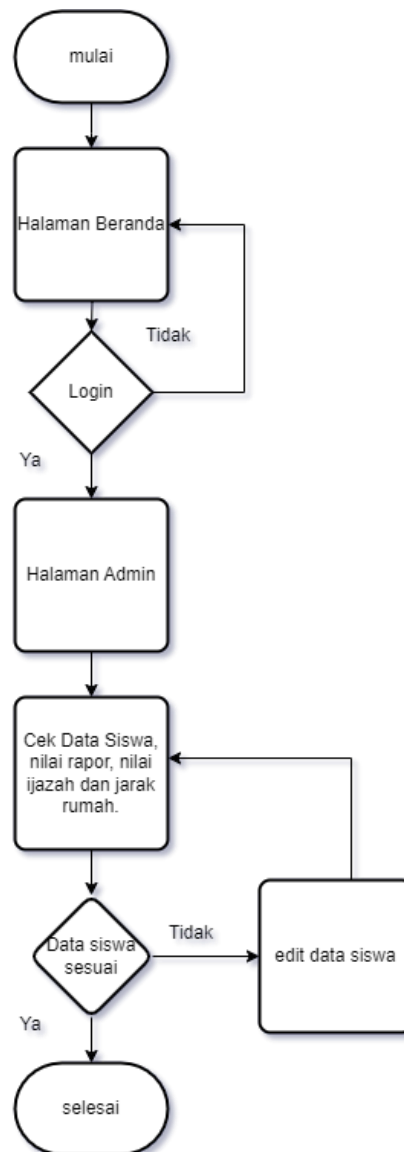 mulai
Halaman Beranda
Tidak
Login
Ya
Halaman Admin
Cek Data Siswa,
nilai rapor, nilai
ijazah dan jarak
rumah.
Data siswa
sesuai
Tidak
edit data siswa
Ya
selesai